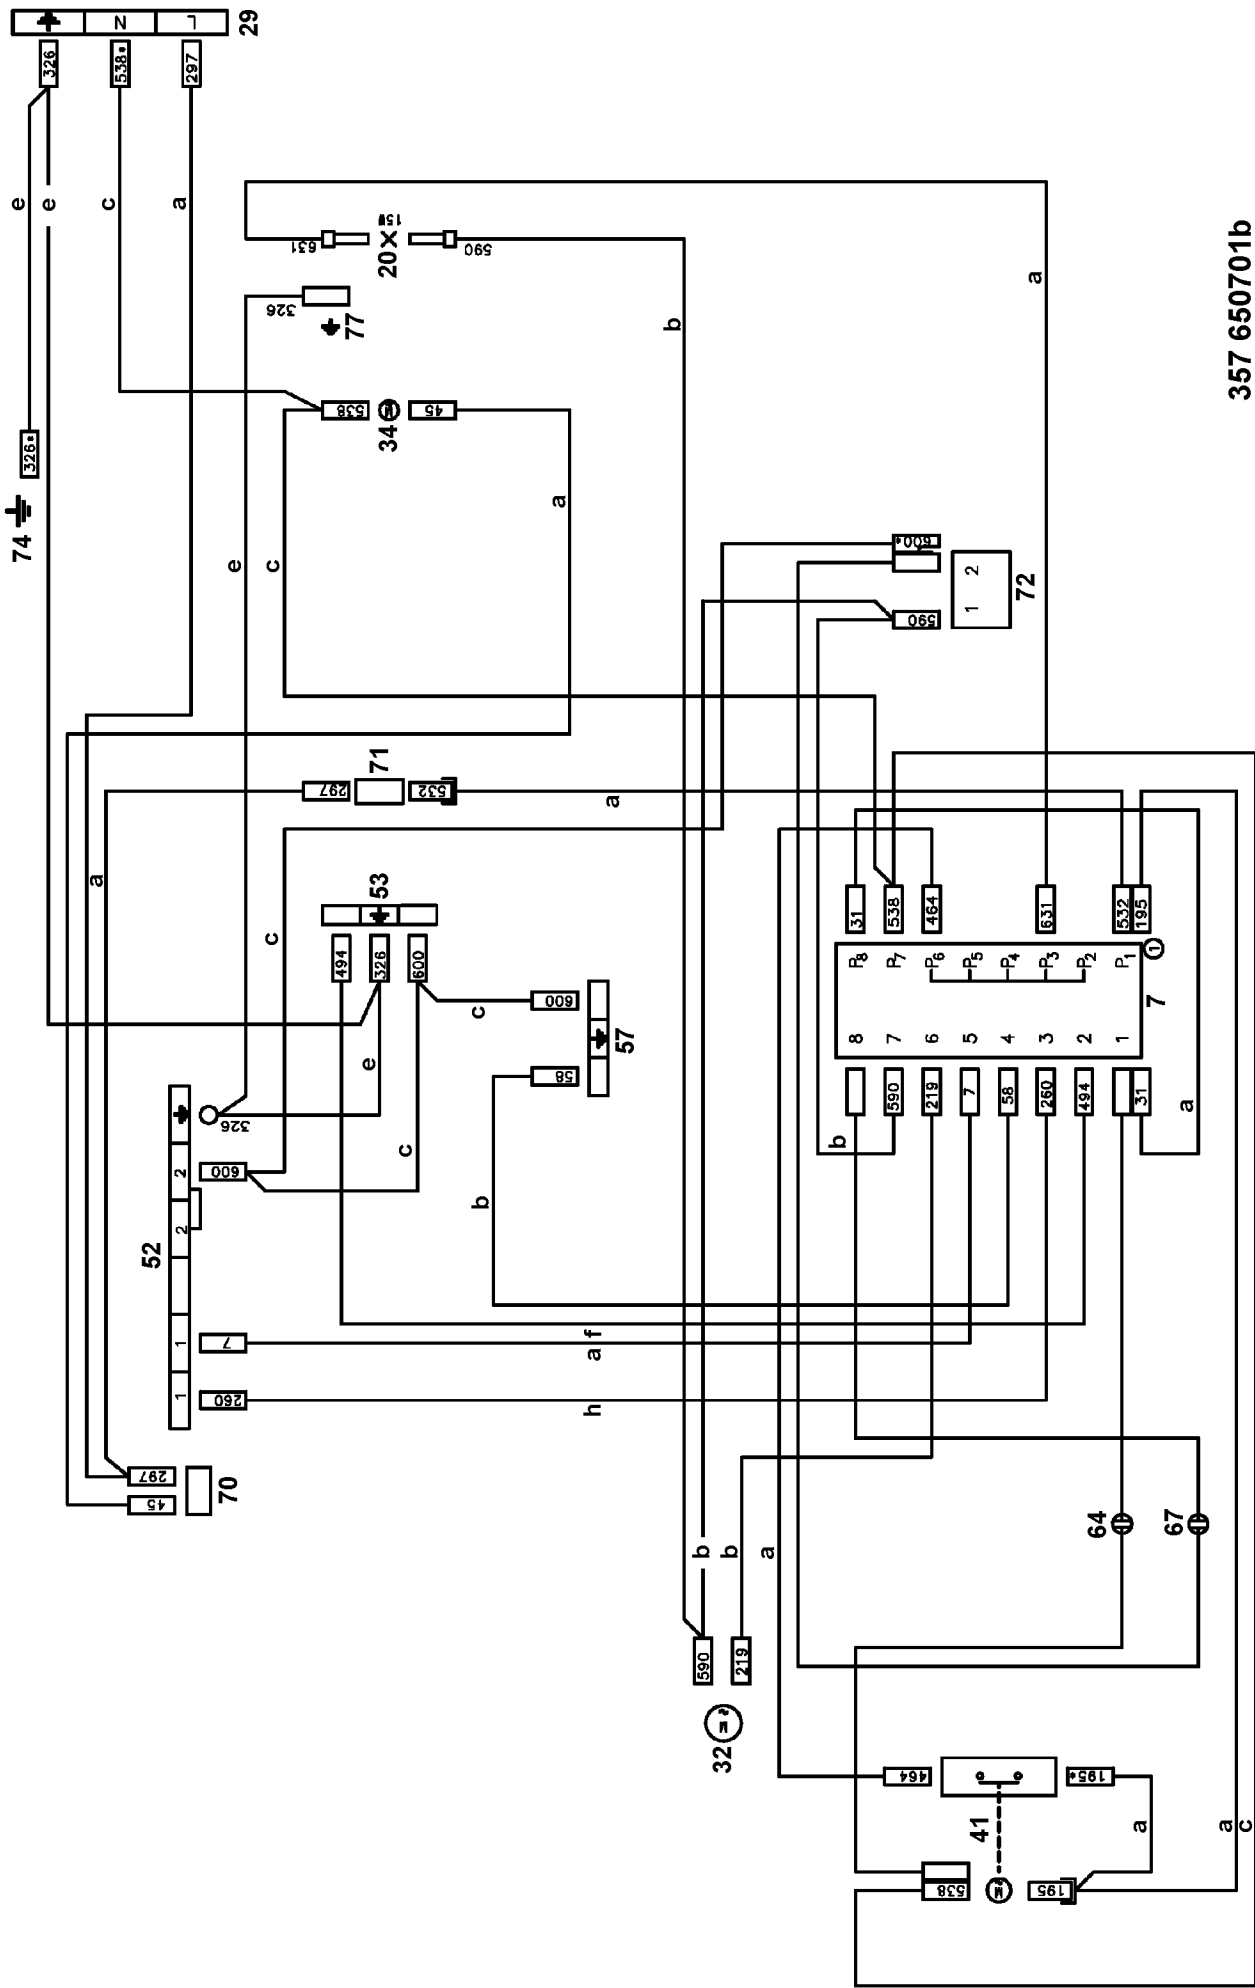 29
L
N
297
538*
326
e
e
c
a
74
326*
631
20
15W
590
326
77
538
34
M
45
a
b
a
e
c
600*
590
1 2
72
a
297
71
532
a
c
53
494
326
600
c
600
58
57
e
c
b
52
1
1
2
2
260
7
600
326
a f
h
297
45
70
31
538
464
631
532
195
P8
P7
P6
P5
P4
P3
P2
P1
1
8
7
6
5
4
3
2
1
7
590
219
7
58
260
494
31
a
b
64
67
b
b
a
590
219
32
464
195*
41
538
M
195
a
a
c
357 650701b